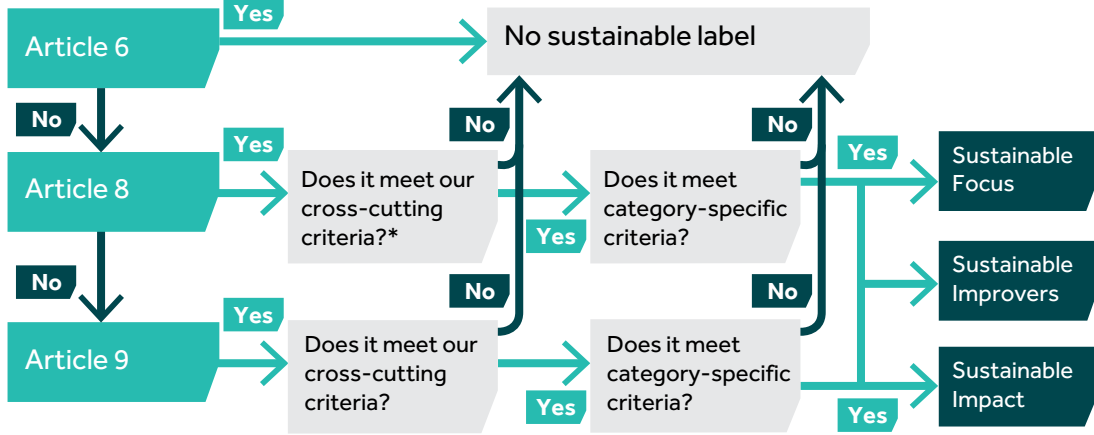 Yes
Article 6
No sustainable label
No
Yes
No
No
Yes
Article 8
Does it meet our
cross-cutting
criteria?*
Yes
Does it meet
category-specific
criteria?
Sustainable
Focus
No
Yes
No
No
Sustainable
Improvers
Article 9
Does it meet our
cross-cutting
criteria?
Yes
Does it meet
category-specific
criteria?
Yes
Sustainable
Impact